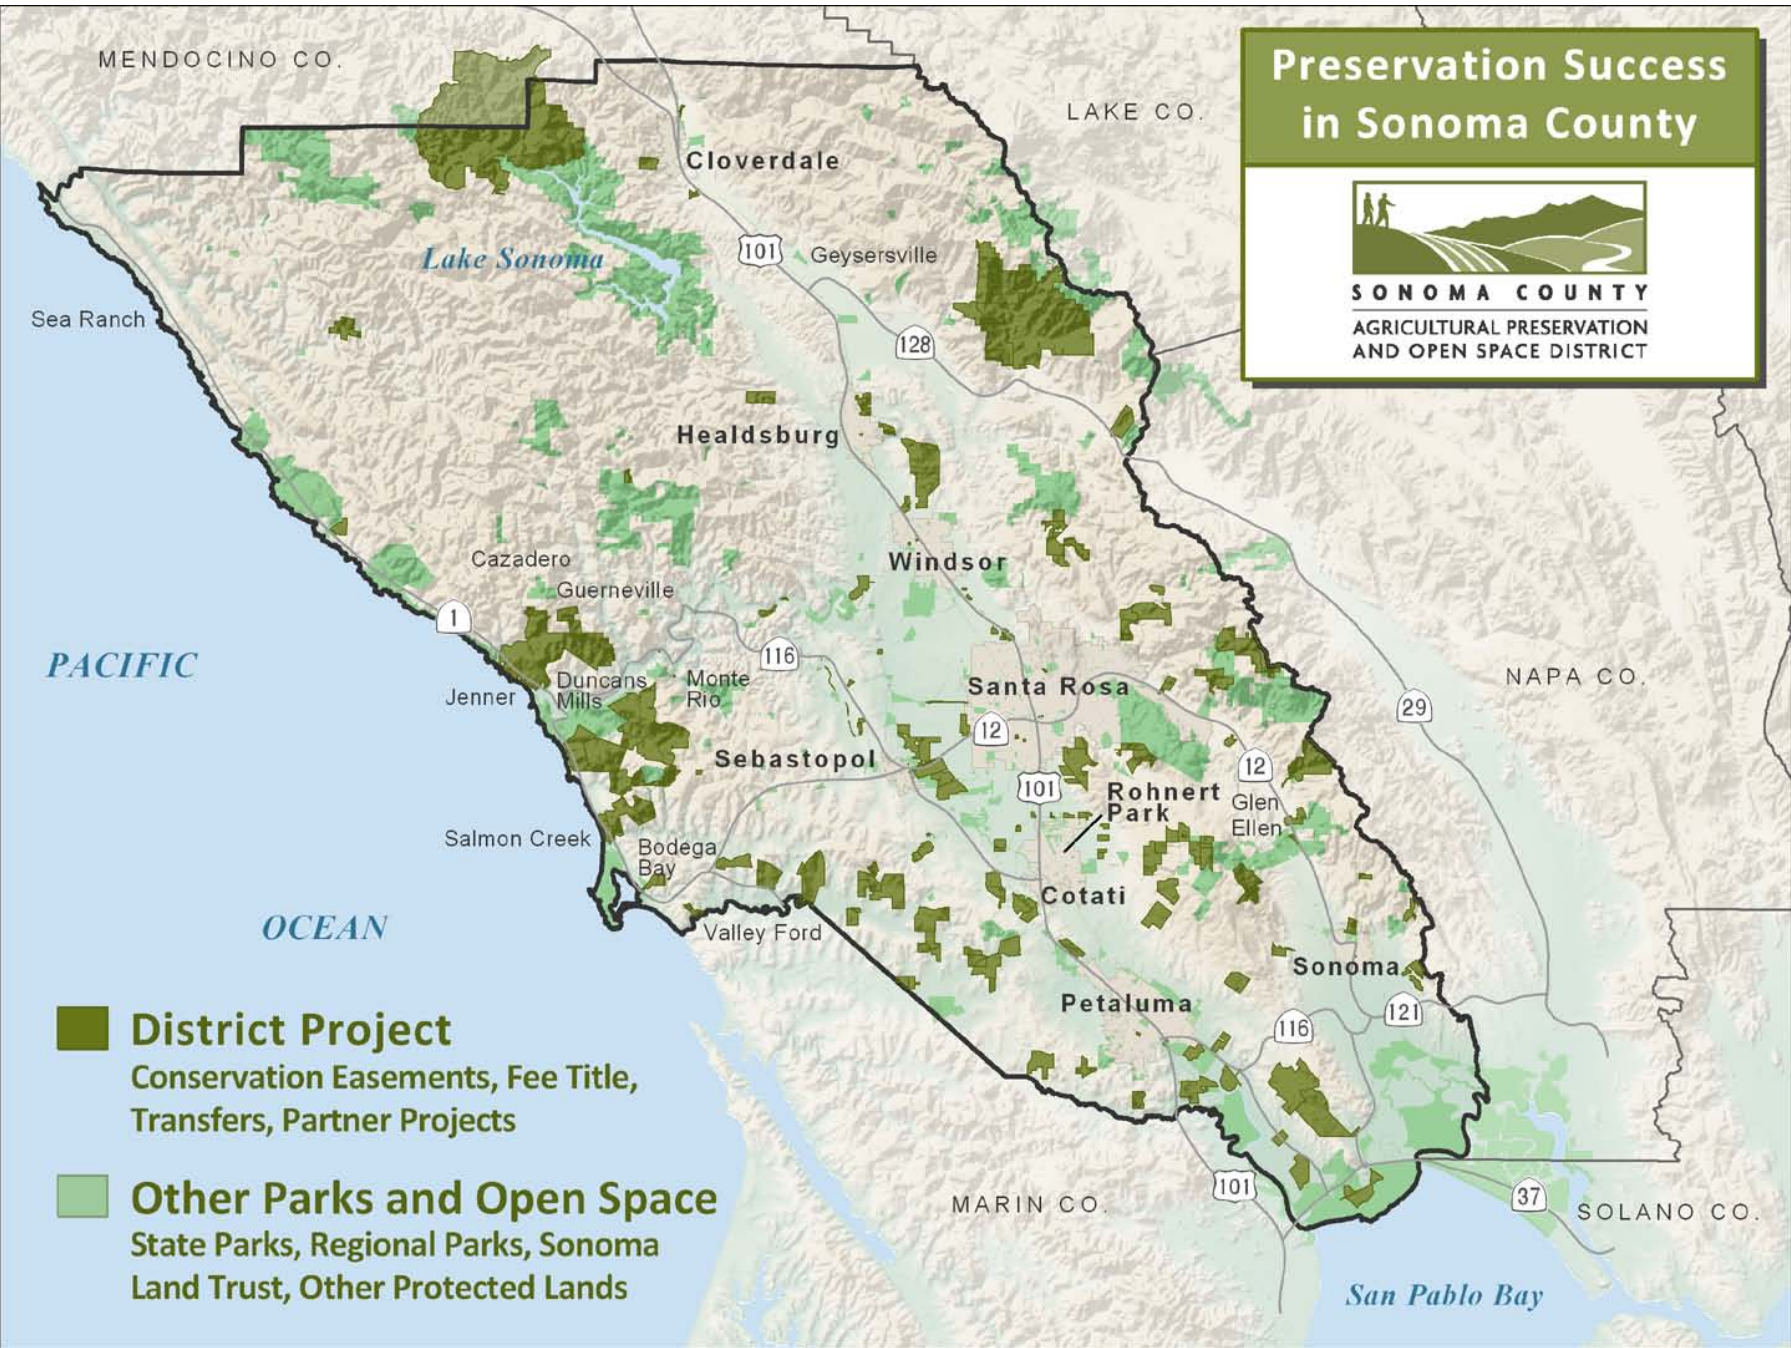 Preservation Success
in Sonoma County
SONOMA COUNTY
AGRICULTURAL PRESERVATION
AND OPEN SPACE DISTRICT
MENDOCINO CO.
LAKE CO.
Cloverdale
Lake Sonoma
101
Geysersville
Sea Ranch
128
Healdsburg
Cazadero
Windsor
Guerneville
1
116
PACIFIC
Jenner
Duncans
Mills
Monte
Rio
Santa Rosa
NAPA CO.
29
12
Sebastopol
12
101
Rohnert
Park
Glen
Ellen
Salmon Creek
Bodega
Bay
Cotati
OCEAN
Valley Ford
Sonoma
Petaluma
121
116
District Project
Conservation Easements, Fee Title,
Transfers, Partner Projects
Other Parks and Open Space
State Parks, Regional Parks, Sonoma
Land Trust, Other Protected Lands
MARIN CO.
101
37
SOLANO CO.
San Pablo Bay